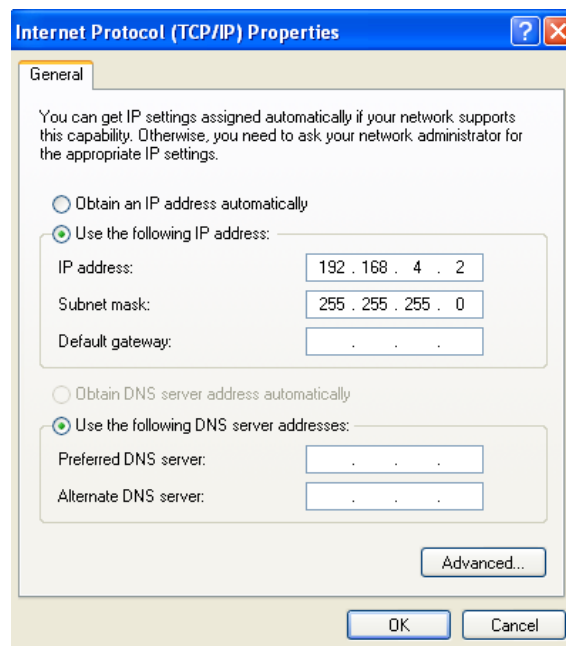 Internet Protocol (TCP/IP) Properties
General
You can get IP settings assigned automatically if your network supports
this capability. Otherwise, you need to ask your network administrator for
the appropriate IP settings.
Obtain an IP address automatically
Use the following IP address:
IP address: 192 . 168 . 4 . 2
Subnet mask: 255 . 255 . 255 . 0
Default gateway: . . .
Obtain DNS server address automatically
Use the following DNS server addresses:
Preferred DNS server: . . .
Alternate DNS server: . . .
Advanced...
OK Cancel